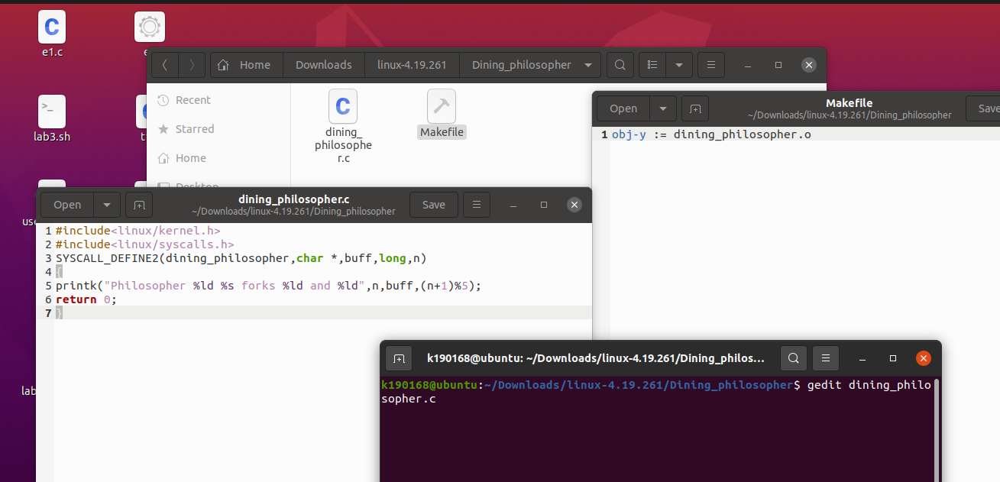 e1.c
lab3.sh
Home
Downloads
linux-4.19.261
Dining_philosopher
Recent
Starred
Home
Desktop
dining_
philosophe
r.c
Makefile
Open
Makefile
~/Downloads/linux-4.19.261/Dining_philosopher
Save
1 obj-y := dining_philosopher.o
Open
dining_philosopher.c
~/Downloads/linux-4.19.261/Dining_philosopher
Save
1 #include<linux/kernel.h>
2 #include<linux/syscalls.h>
3 SYSCALL_DEFINE2(dining_philosopher,char *,buff,long,n)
4 {
5 printk("Philosopher %ld %s forks %ld and %ld",n,buff,(n+1)%5);
6 return 0;
7 }
k190168@ubuntu: ~/Downloads/linux-4.19.261/Dining_philos...
k190168@ubuntu:~/Downloads/linux-4.19.261/Dining_philosopher$ gedit dining_philo
sopher.c